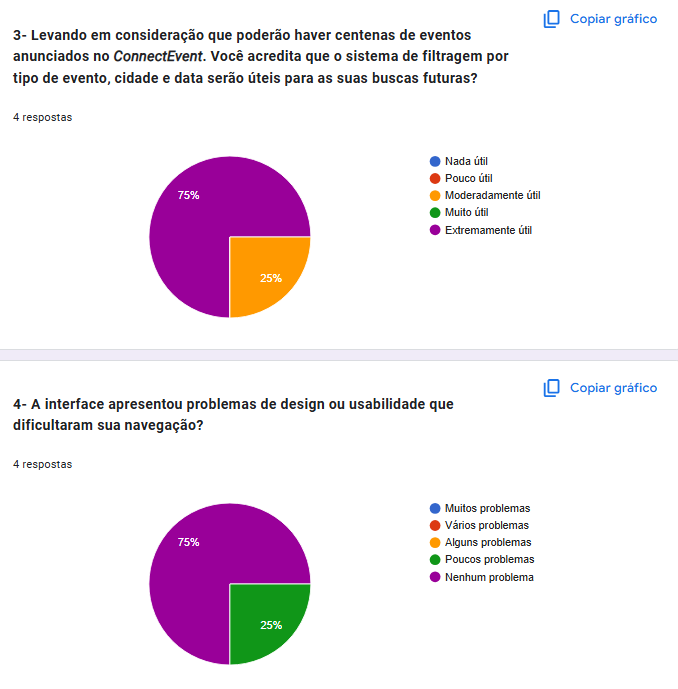 Copiar gráfico
3- Levando em consideração que poderão haver centenas de eventos
anunciados no ConnectEvent. Você acredita que o sistema de filtragem por
tipo de evento, cidade e data serão úteis para as suas buscas futuras?
4 respostas
75%
25%
Nada útil
Pouco útil
Moderadamente útil
Muito útil
Extremamente útil
Copiar gráfico
4- A interface apresentou problemas de design ou usabilidade que
dificultaram sua navegação?
4 respostas
75%
25%
Muitos problemas
Vários problemas
Alguns problemas
Poucos problemas
Nenhum problema